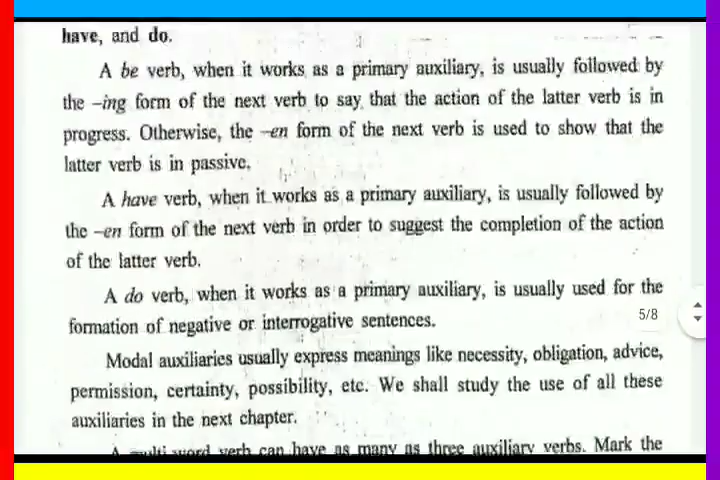 have, and do.
A be verb, when it works as a primary auxiliary, is usually followed by
the –ing form of the next verb to say that the action of the latter verb is in
progress. Otherwise, the –en form of the next verb is used to show that the
latter verb is in passive.
A have verb, when it works as a primary auxiliary, is usually followed by
the –en form of the next verb in order to suggest the completion of the action
of the latter verb.
A do verb, when it works as a primary auxiliary, is usually used for the
formation of negative or interrogative sentences.
5/8
Modal auxiliaries usually express meanings like necessity, obligation, advice,
permission, certainty, possibility, etc. We shall study the use of all these
auxiliaries in the next chapter.
A multi word verb can have as many as three auxiliary verbs. Mark the